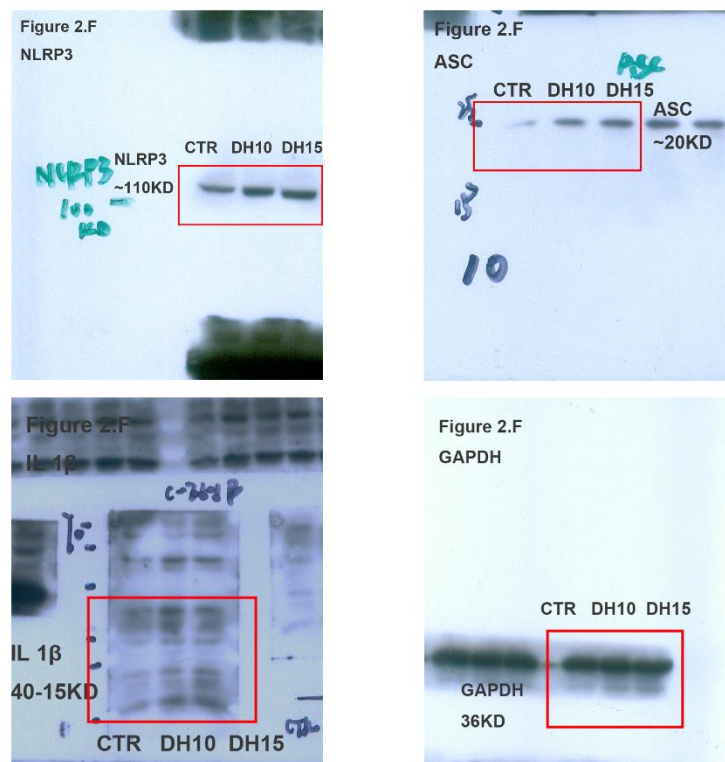 Figure 2.F
NLRP3
CTR DH10 DH15
NLRP3
~110KD
NLRP3
100
KD
Figure 2.F
ASC
ASC
CTR DH10 DH15
ASC
~20KD
25
15
10
Figure 2.F
IL 1β
IL 1β
40-15KD
CTR DH10 DH15
Figure 2.F
GAPDH
CTR DH10 DH15
GAPDH
36KD